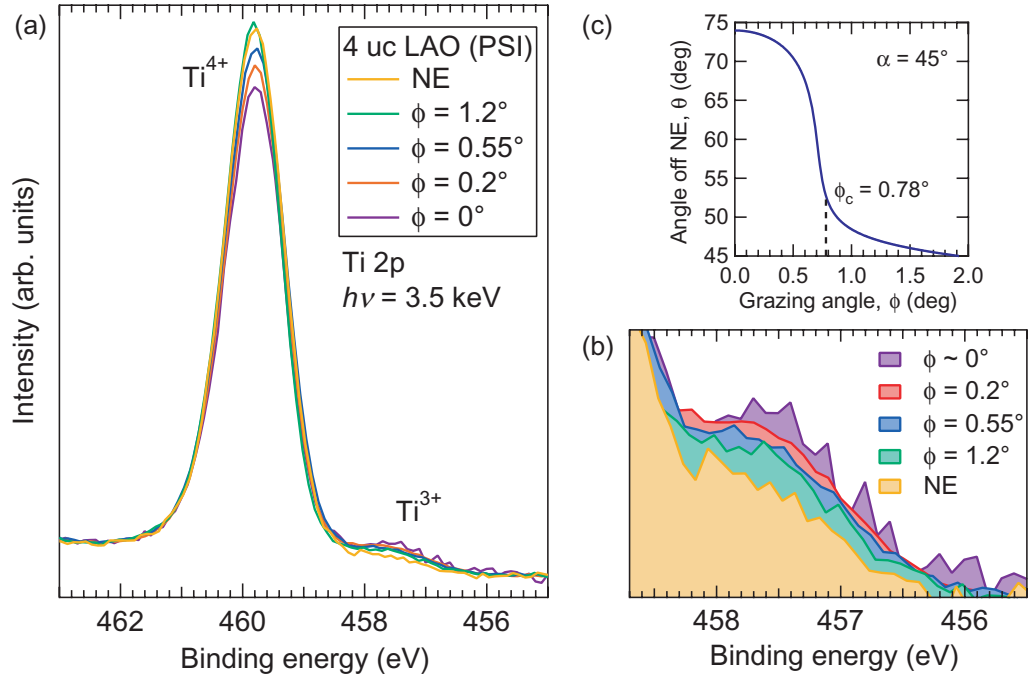 (a)
Intensity (arb. units)
Ti4+
4 uc LAO (PSI)
NE
ϕ = 1.2°
ϕ = 0.55°
ϕ = 0.2°
ϕ = 0°
Ti 2p
hν = 3.5 keV
Ti3+
462 460 458 456
Binding energy (eV)
(c)
Angle off NE, θ (deg)
75
70
65
60
55
50
45
α = 45°
ϕc = 0.78°
0.0 0.5 1.0 1.5 2.0
Grazing angle, ϕ (deg)
(b)
ϕ ~ 0°
ϕ = 0.2°
ϕ = 0.55°
ϕ = 1.2°
NE
458 457 456
Binding energy (eV)